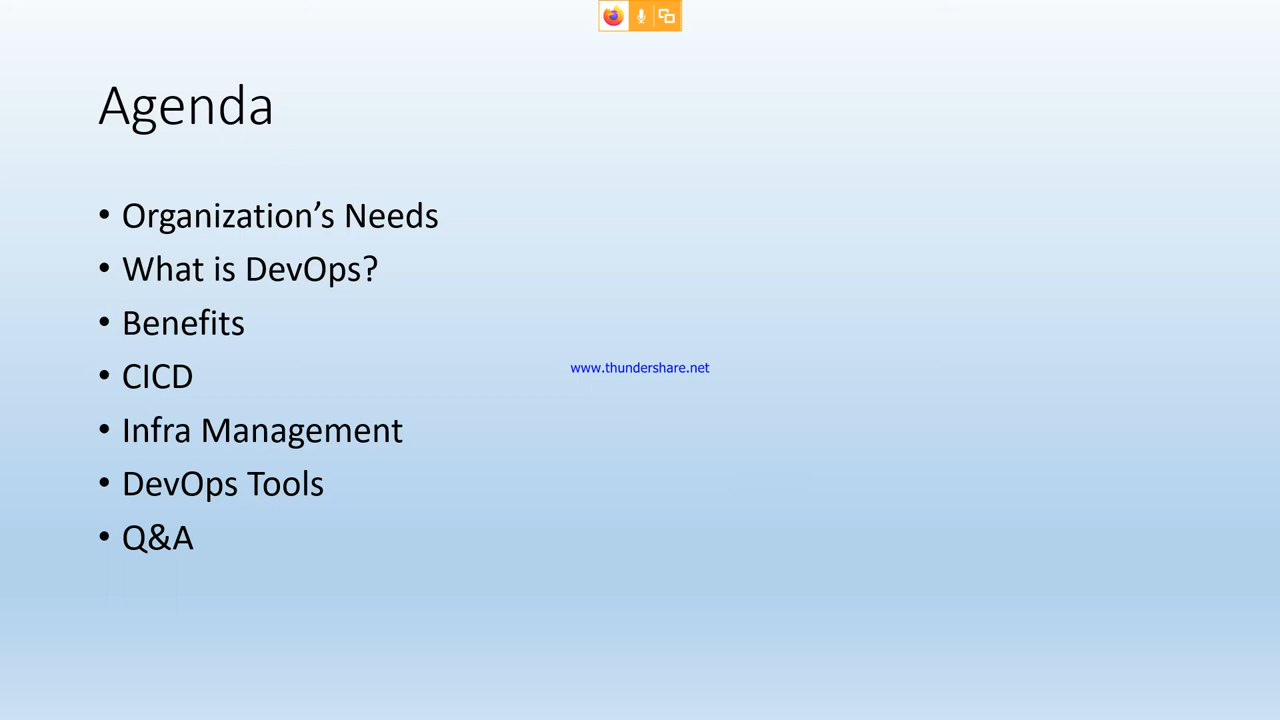 Agenda
• Organization’s Needs
• What is DevOps?
• Benefits
• CICD
www.thundershare.net
• Infra Management
• DevOps Tools
• Q&A